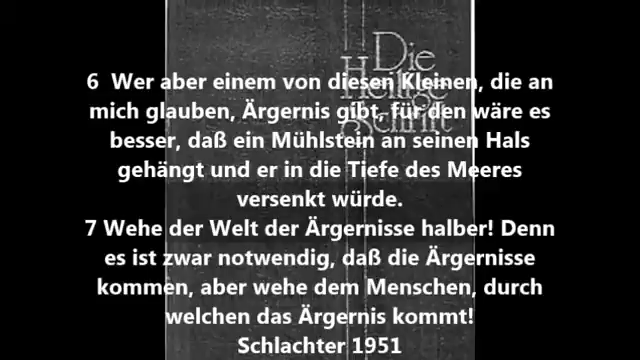 Die
Heilige
Schrift
6 Wer aber einem von diesen Kleinen, die an
mich glauben, Ärgernis gibt, für den wäre es
besser, daß ein Mühlstein an seinen Hals
gehängt und er in die Tiefe des Meeres
versenkt würde.
7 Wehe der Welt der Ärgernisse halber! Denn
es ist zwar notwendig, daß die Ärgernisse
kommen, aber wehe dem Menschen, durch
welchen das Ärgernis kommt!
Schlachter 1951